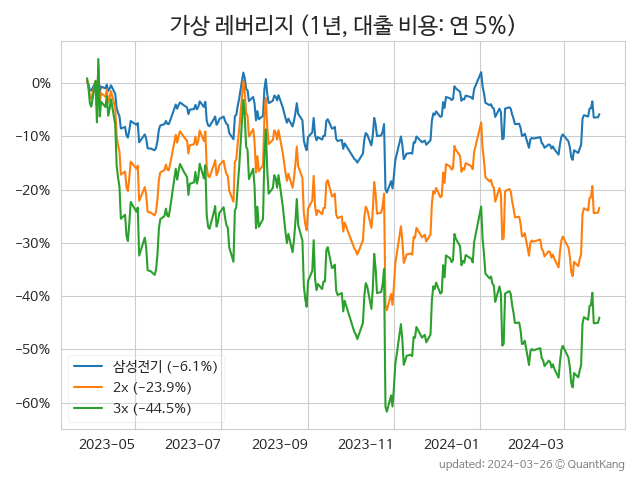 가상 레버리지 (1년, 대출 비용: 연 5%)
0%
−10%
−20%
−30%
−40%
−50%
−60%
삼성전기 (−6.1%)
2x (−23.9%)
3x (−44.5%)
2023-05 2023-07 2023-09 2023-11 2024-01 2024-03
updated: 2024-03-26 © QuantKang